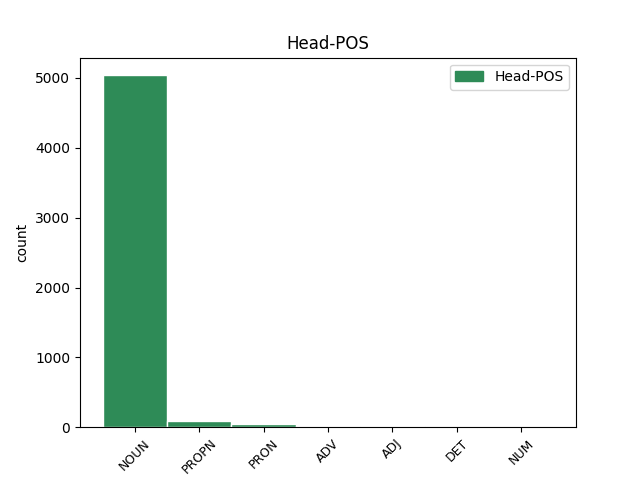 Head-POS
Head-POS
5000
4000
3000
2000
1000
0
count
NOUN
PROPN
PRON
ADV
ADJ
DET
NUM